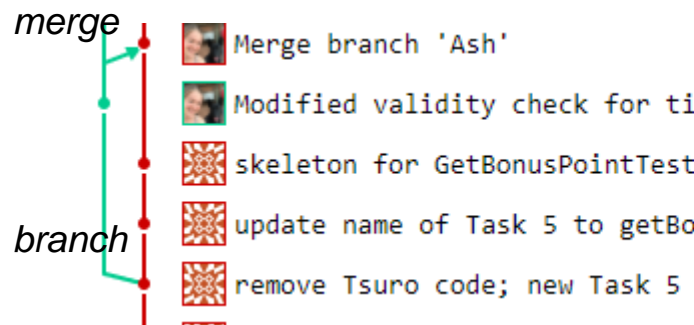 merge
Merge branch 'Ash'
Modified validity check for ti
skeleton for GetBonusPointTest
update name of Task 5 to getBo
branch
remove Tsuro code; new Task 5